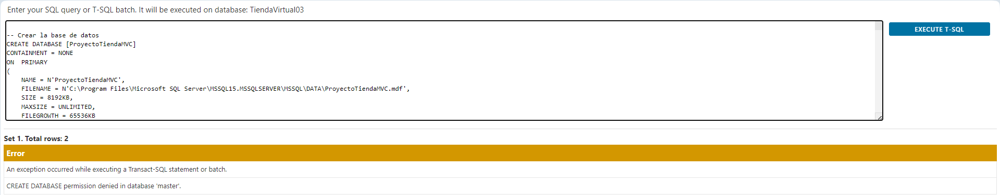 Enter your SQL query or T-SQL batch. It will be executed on database: TiendaVirtual03
-- Crear la base de datos
CREATE DATABASE [ProyectoTiendaMVC]
CONTAINMENT = NONE
ON  PRIMARY
(
    NAME = N'ProyectoTiendaMVC',
    FILENAME = N'C:\Program Files\Microsoft SQL Server\MSSQL15.MSSQLSERVER\MSSQL\DATA\ProyectoTiendaMVC.mdf',
    SIZE = 8192KB,
    MAXSIZE = UNLIMITED,
    FILEGROWTH = 65536KB
EXECUTE T-SQL
Set 1. Total rows: 2
Error
An exception occurred while executing a Transact-SQL statement or batch.
CREATE DATABASE permission denied in database 'master'.